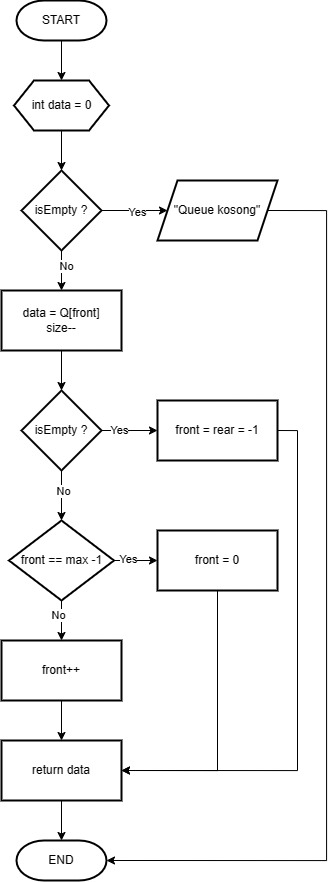 START
int data = 0
isEmpty ?
Yes
"Queue kosong"
No
data = Q[front]
size--
isEmpty ?
Yes
front = rear = -1
No
front == max -1
Yes
front = 0
No
front++
return data
END